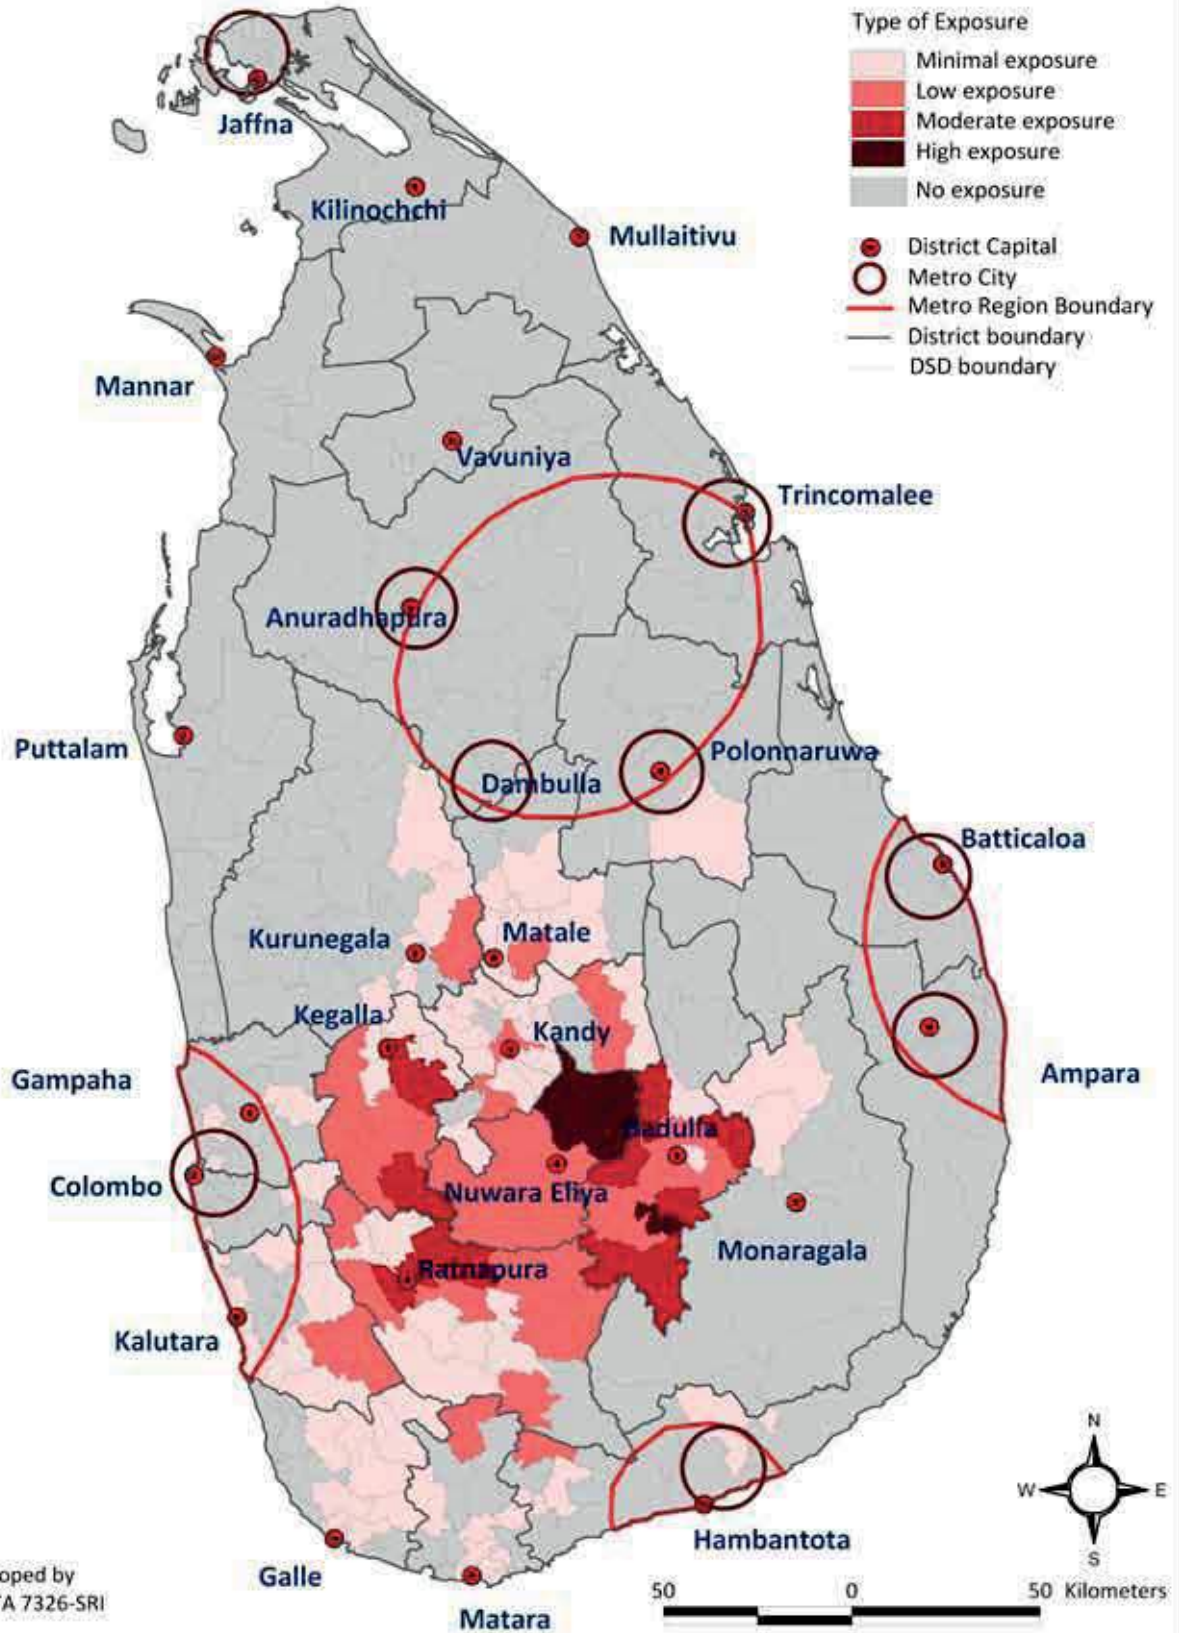 Type of Exposure
Minimal exposure
Low exposure
Moderate exposure
High exposure
No exposure
District Capital
Metro City
Metro Region Boundary
District boundary
DSD boundary
Jaffna
Kilinochchi
Mullaitivu
Mannar
Vavuniya
Trincomalee
Anuradhapura
Puttalam
Polonnaruwa
Dambulla
Batticaloa
Kurunegala
Matale
Kegalla
Kandy
Gampaha
Ampara
Badulla
Colombo
Nuwara Eliya
Monaragala
Ratnapura
Kalutara
N
W E
S
Hambantota
Galle
Matara
oped by
TA 7326-SRI
50 0 50 Kilometers